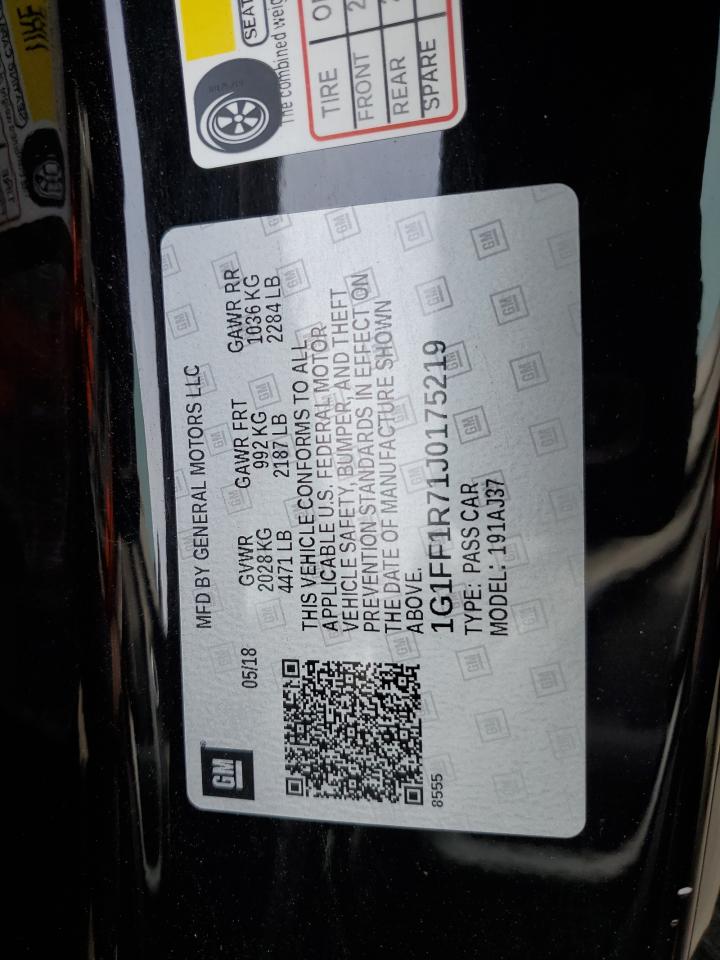 GM
05/18
MFD BY GENERAL MOTORS LLC
GVWR GAWR FRT GAWR RR
2028 KG 992 KG 1036 KG
4471 LB 2187 LB 2284 LB
THIS VEHICLE CONFORMS TO ALL
APPLICABLE U.S. FEDERAL MOTOR
VEHICLE SAFETY, BUMPER, AND THEFT
PREVENTION STANDARDS IN EFFECT ON
THE DATE OF MANUFACTURE SHOWN
ABOVE.
1G1FF1R71J0175219
TYPE: PASS CAR
MODEL: 191AJ37
8555
SEAT
The combined
TIRE
FRONT
REAR
SPARE